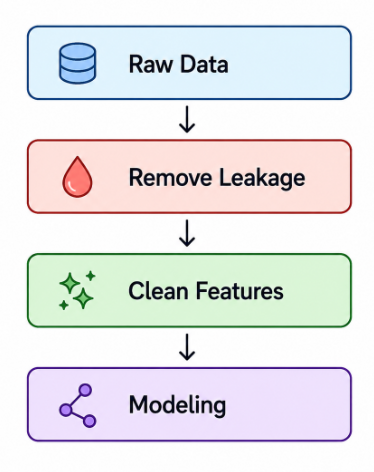 Raw Data
Remove Leakage
Clean Features
Modeling